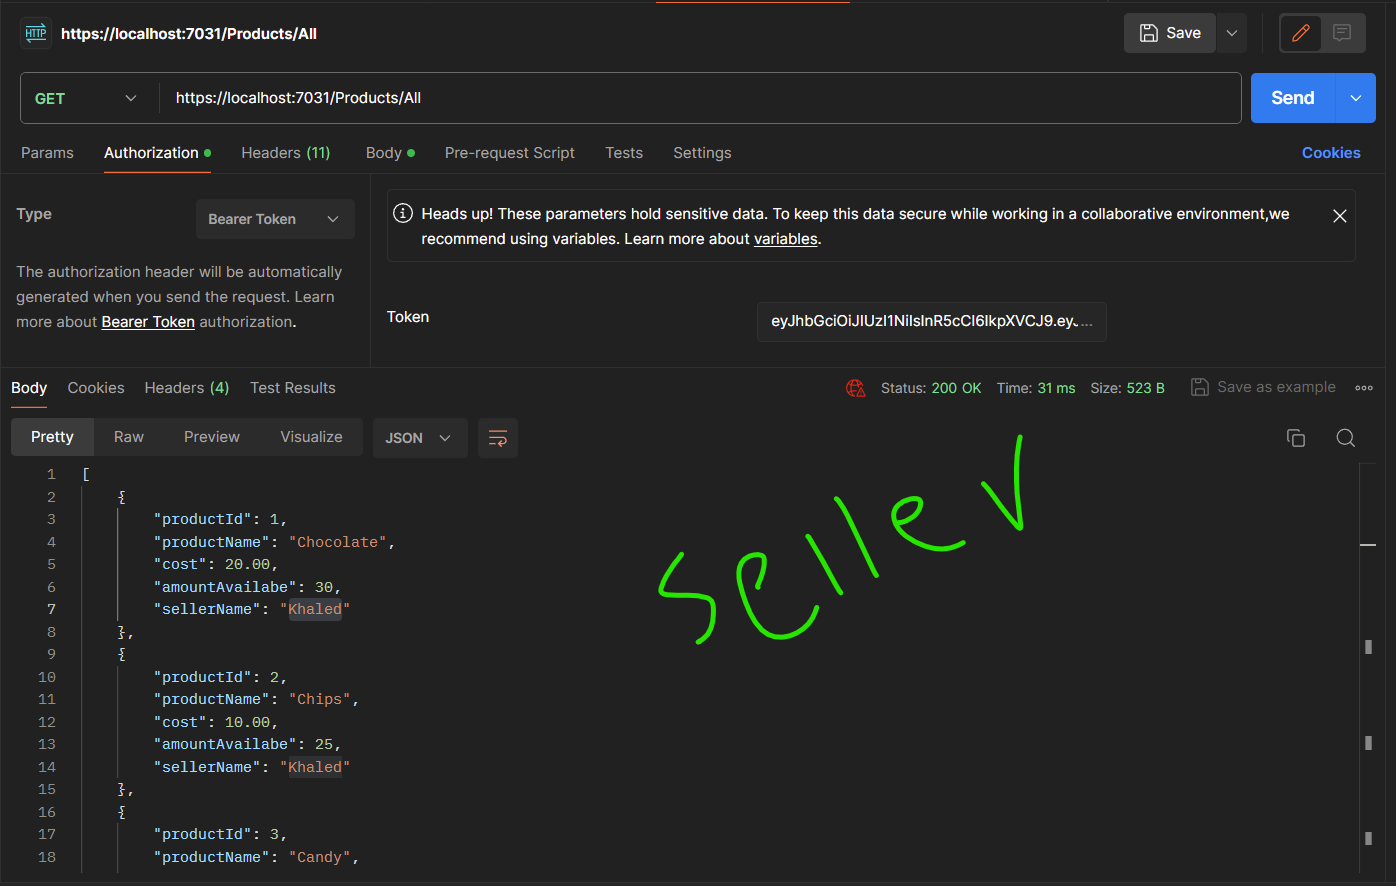 HTTP https://localhost:7031/Products/All Save
GET https://localhost:7031/Products/All Send
Params Authorization Headers (11) Body Pre-request Script Tests Settings Cookies
Type Bearer Token
The authorization header will be automatically
generated when you send the request. Learn
more about Bearer Token authorization.
Heads up! These parameters hold sensitive data. To keep this data secure while working in a collaborative environment,we
recommend using variables. Learn more about variables.
Token eyJhbGciOiJIUzI1NiIsInR5cCI6IkpXVCJ9.eyJ...
Body Cookies Headers (4) Test Results Status: 200 OK Time: 31 ms Size: 523 B Save as example
Pretty Raw Preview Visualize JSON
1 [
2 {
3 "productId": 1,
4 "productName": "Chocolate",
5 "cost": 20.00,
6 "amountAvailabe": 30,
7 "sellerName": "Khaled"
8 },
9 {
10 "productId": 2,
11 "productName": "Chips",
12 "cost": 10.00,
13 "amountAvailabe": 25,
14 "sellerName": "Khaled"
15 },
16 {
17 "productId": 3,
18 "productName": "Candy",
seller